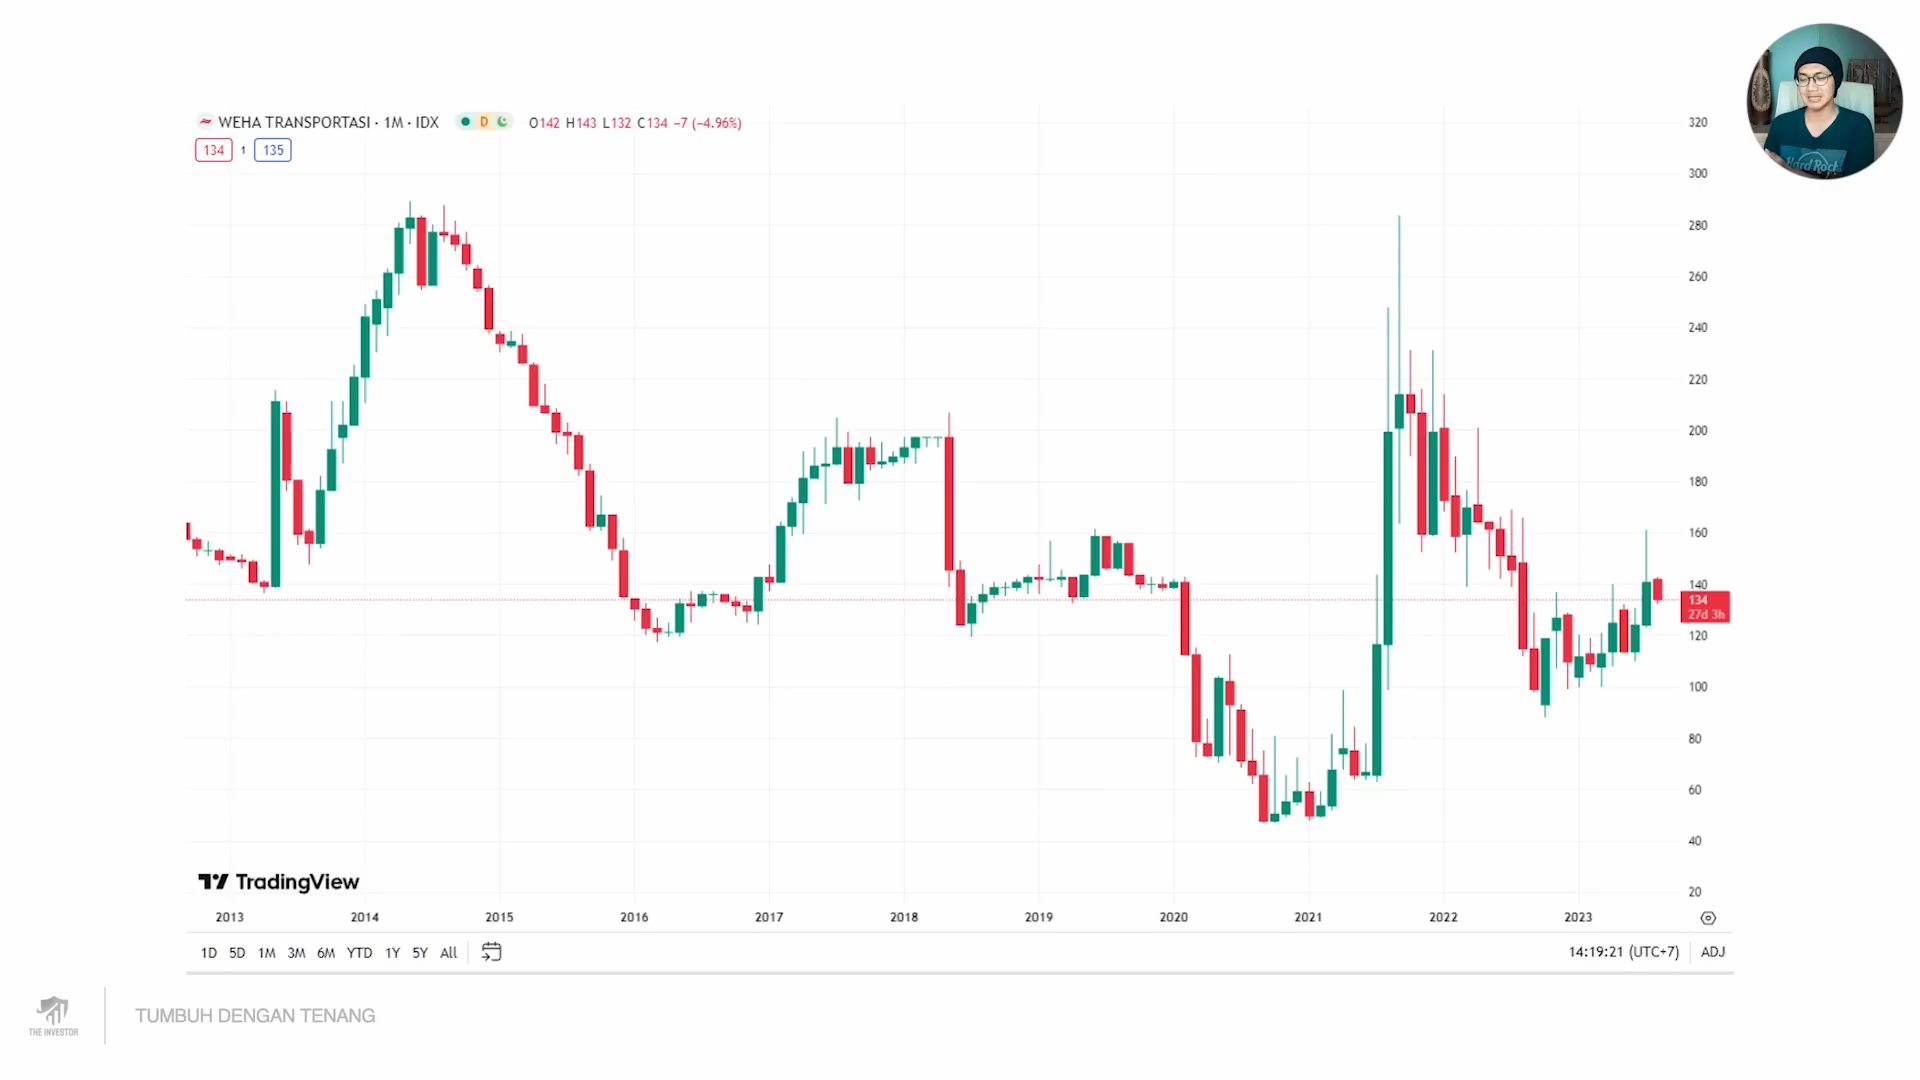 WEHA TRANSPORTASI · 1M · IDX D O142 H143 L132 C134 −7 (−4.96%)
134 1 135
Hard Rock
320
300
280
260
240
220
200
180
160
140
134
27d 3h
120
100
80
60
40
20
TradingView
2013 2014 2015 2016 2017 2018 2019 2020 2021 2022 2023
1D 5D 1M 3M 6M YTD 1Y 5Y All 14:19:21 (UTC+7) ADJ
THE INVESTOR
TUMBUH DENGAN TENANG